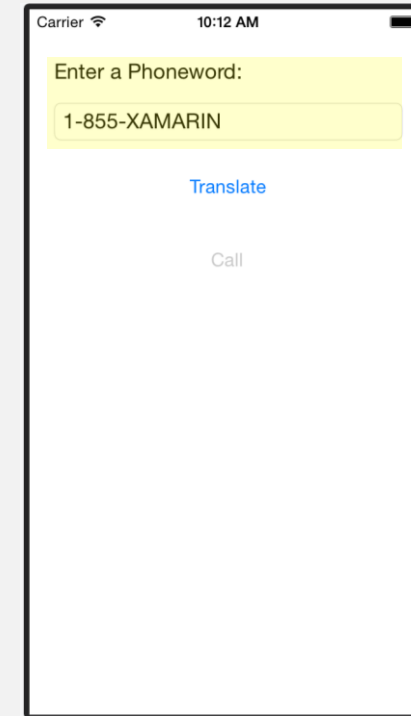 Carrier 10:12 AM
Enter a Phoneword:
1-855-XAMARIN
Translate
Call